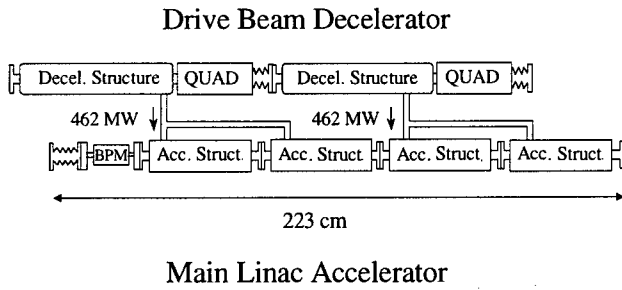 Drive Beam Decelerator
Decel. Structure QUAD Decel. Structure QUAD
462 MW 462 MW
BPM Acc. Struct. Acc. Struct Acc. Struct. Acc. Struct
223 cm
Main Linac Accelerator